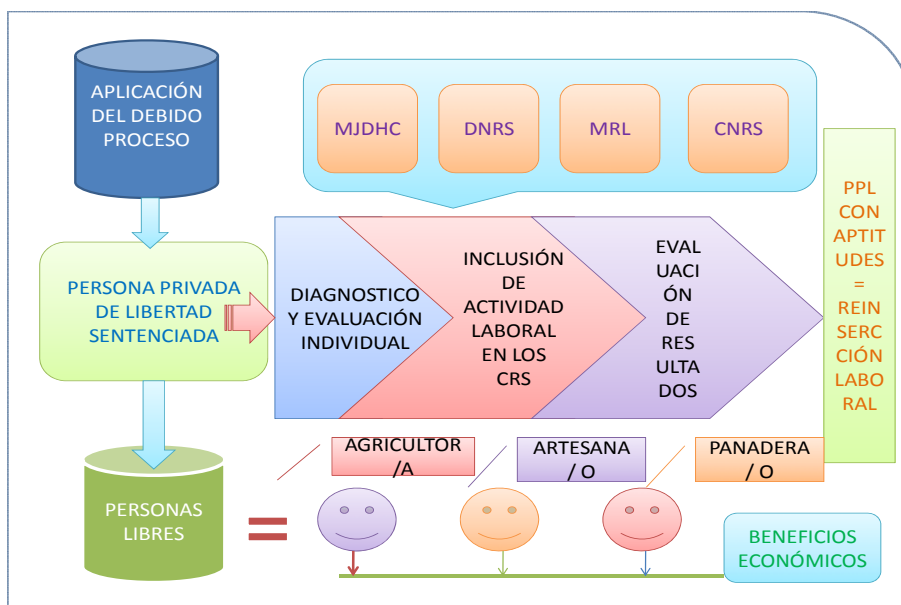 APLICACIÓN
DEL DEBIDO
PROCESO
MJDHC
DNRS
MRL
CNRS
PERSONA PRIVADA
DE LIBERTAD
SENTENCIADA
DIAGNOSTICO
Y EVALUACIÓN
INDIVIDUAL
INCLUSIÓN
DE
ACTIVIDAD
LABORAL
EN LOS
CRS
EVAL
UACI
ÓN
DE
RES
ULTA
DOS
PPL
CON
APTIT
UDES
=
REIN
SERC
CIÓN
LABO
RAL
PERSONAS
LIBRES
=
AGRICULTOR
/A
ARTESANA
/ O
PANADERA
/ O
BENEFICIOS
ECONÓMICOS